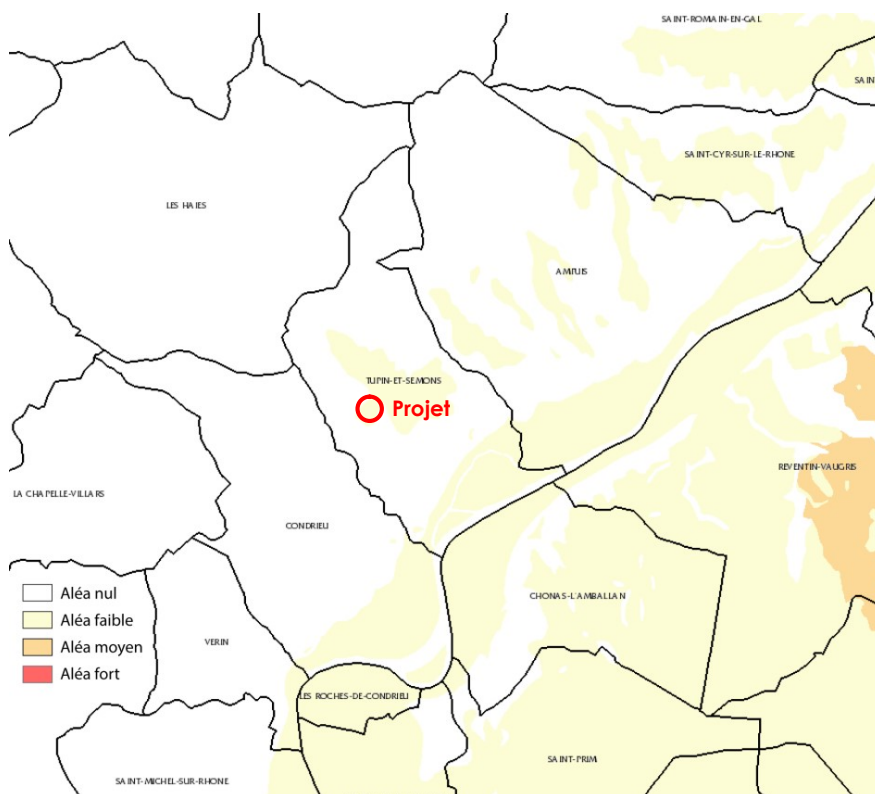 SAINT-ROMAIN-EN-GAL
SAIN
SAINT-CYR-SUR-LE-RHONE
LES HAIES
AMPUIS
TUPIN-ET-SEMONS
Projet
REVENTIN-VAUGRIS
LA CHAPELLE-VILLARS
CONDRIEU
CHONAS-L'AMBALLAN
VERIN
Aléa nul
Aléa faible
Aléa moyen
Aléa fort
LES ROCHES-DE-CONDRIEU
SAINT-PRIM
SAINT-MICHEL-SUR-RHONE